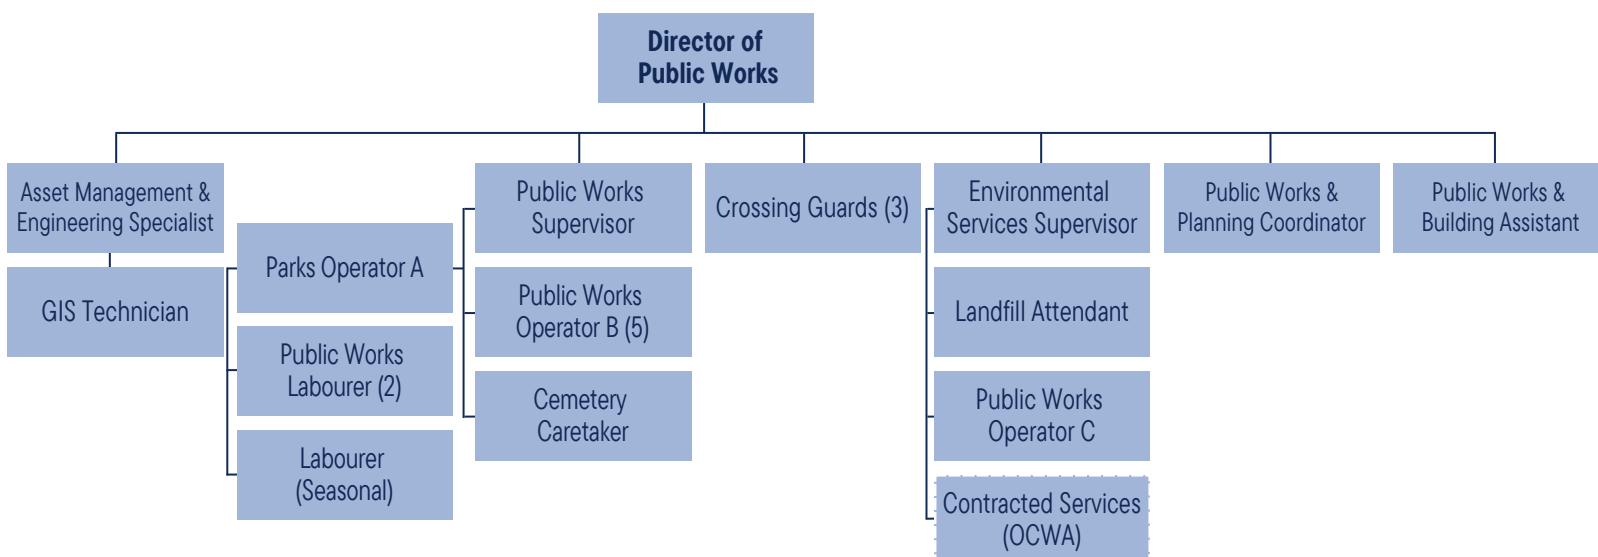 Director of
Public Works
Asset Management &
Engineering Specialist
GIS Technician
Parks Operator A
Public Works
Labourer (2)
Labourer
(Seasonal)
Public Works
Supervisor
Public Works
Operator B (5)
Cemetery
Caretaker
Crossing Guards (3)
Environmental
Services Supervisor
Landfill Attendant
Public Works
Operator C
Contracted Services
(OCWA)
Public Works &
Planning Coordinator
Public Works &
Building Assistant